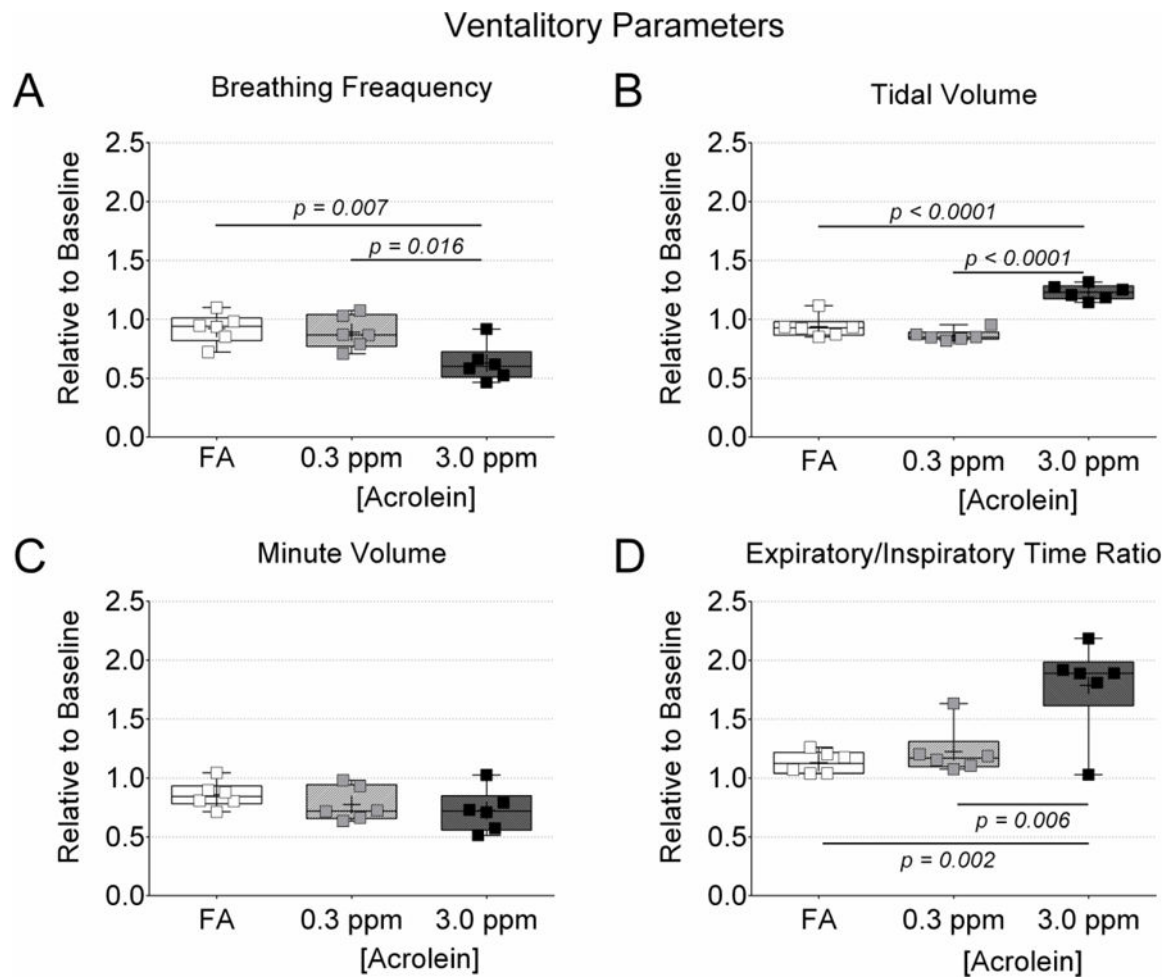 Ventalitory Parameters
A
Breathing Freaquency
Relative to Baseline
2.5
2.0
1.5
1.0
0.5
0.0
p = 0.007
p = 0.016
FA 0.3 ppm 3.0 ppm
[Acrolein]
B
Tidal Volume
Relative to Baseline
2.5
2.0
1.5
1.0
0.5
0.0
p < 0.0001
p < 0.0001
FA 0.3 ppm 3.0 ppm
[Acrolein]
C
Minute Volume
Relative to Baseline
2.5
2.0
1.5
1.0
0.5
0.0
FA 0.3 ppm 3.0 ppm
[Acrolein]
D
Expiratory/Inspiratory Time Ratio
Relative to Baseline
2.5
2.0
1.5
1.0
0.5
0.0
p = 0.006
p = 0.002
FA 0.3 ppm 3.0 ppm
[Acrolein]